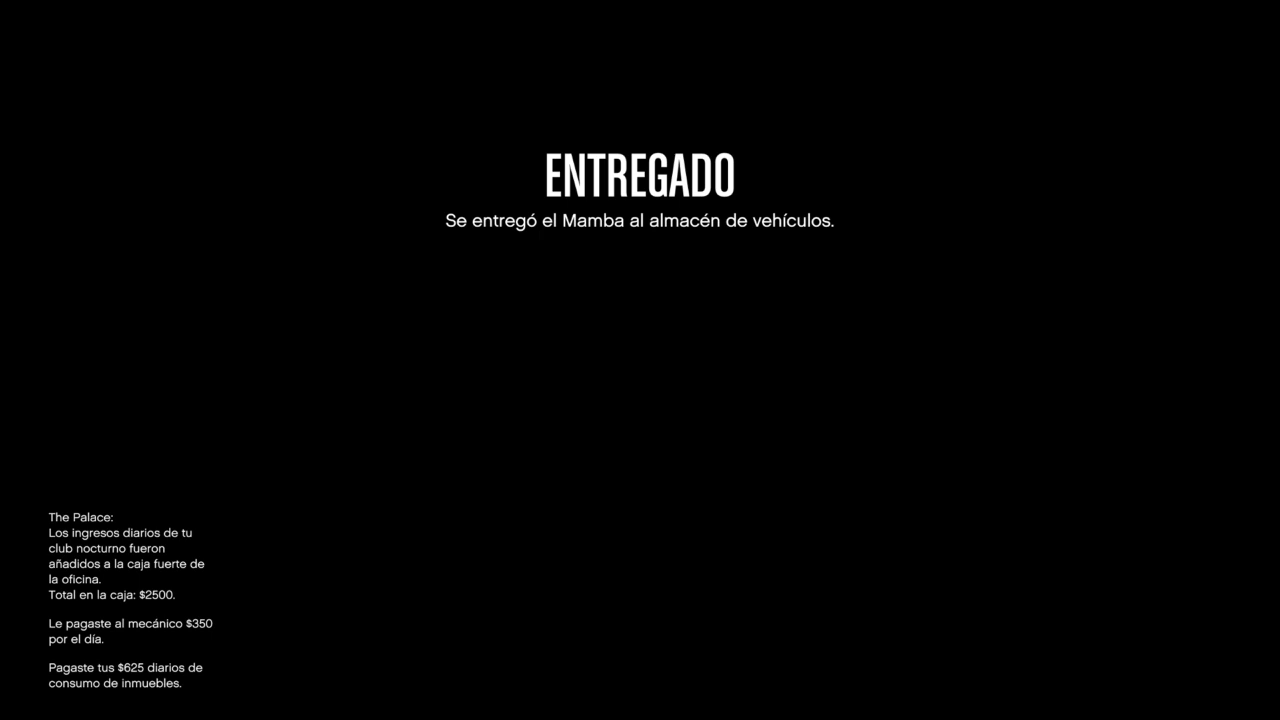 ENTREGADO
Se entregó el Mamba al almacén de vehículos.
The Palace:
Los ingresos diarios de tu
club nocturno fueron
añadidos a la caja fuerte de
la oficina.
Total en la caja: $2500.
Le pagaste al mecánico $350
por el día.
Pagaste tus $625 diarios de
consumo de inmuebles.